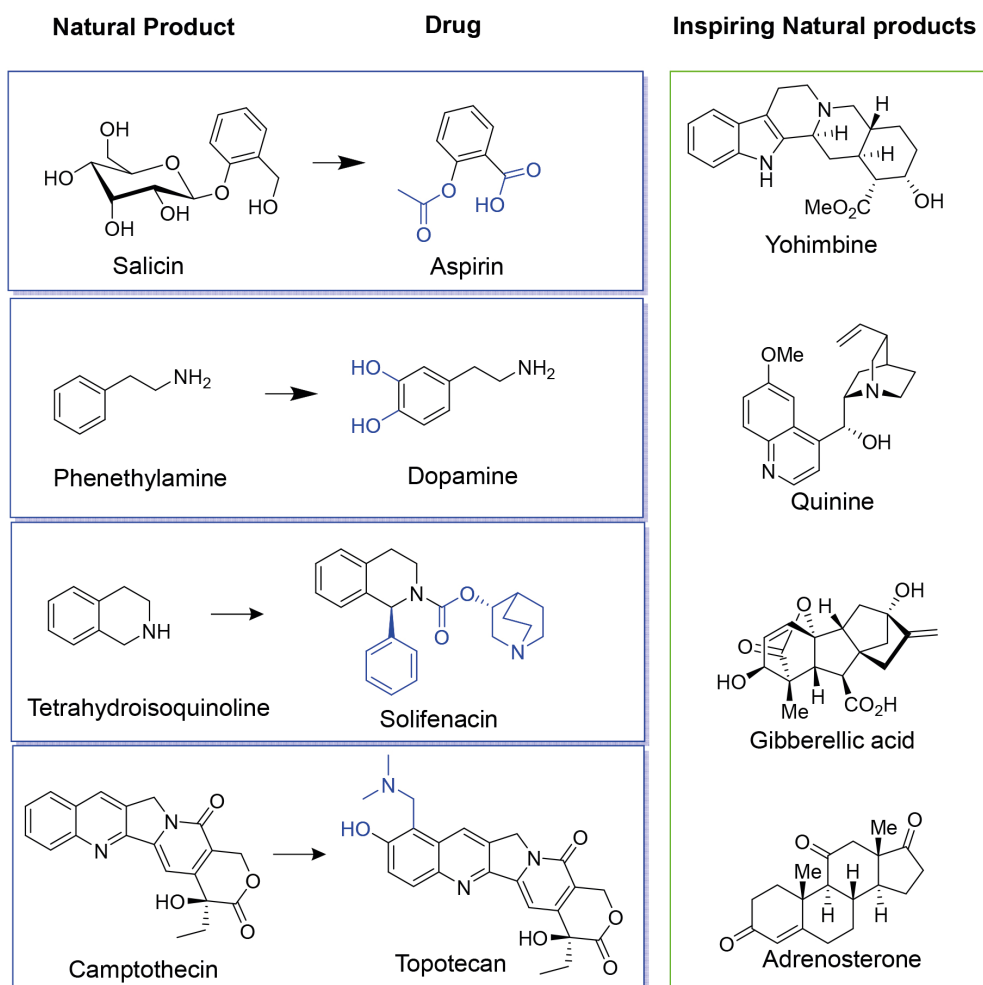 Natural Product
Drug
Inspiring Natural products
OH
HO
O
O
OH
OH
HO
Salicin
O
O
O
HO
O
Aspirin
N
H
H
N
H
H
MeO2C
OH
Yohimbine
NH2
Phenethylamine
HO
HO
NH2
Dopamine
OMe
N
OH
N
Quinine
NH
Tetrahydroisoquinoline
N
O
O
N
Solifenacin
O
H
OH
O
HO
H
Me
CO2H
Gibberellic acid
N
O
N
O
HO
O
Camptothecin
N
HO
N
O
N
O
HO
O
Topotecan
Me
O
O
Me
H
H
H
O
Adrenosterone